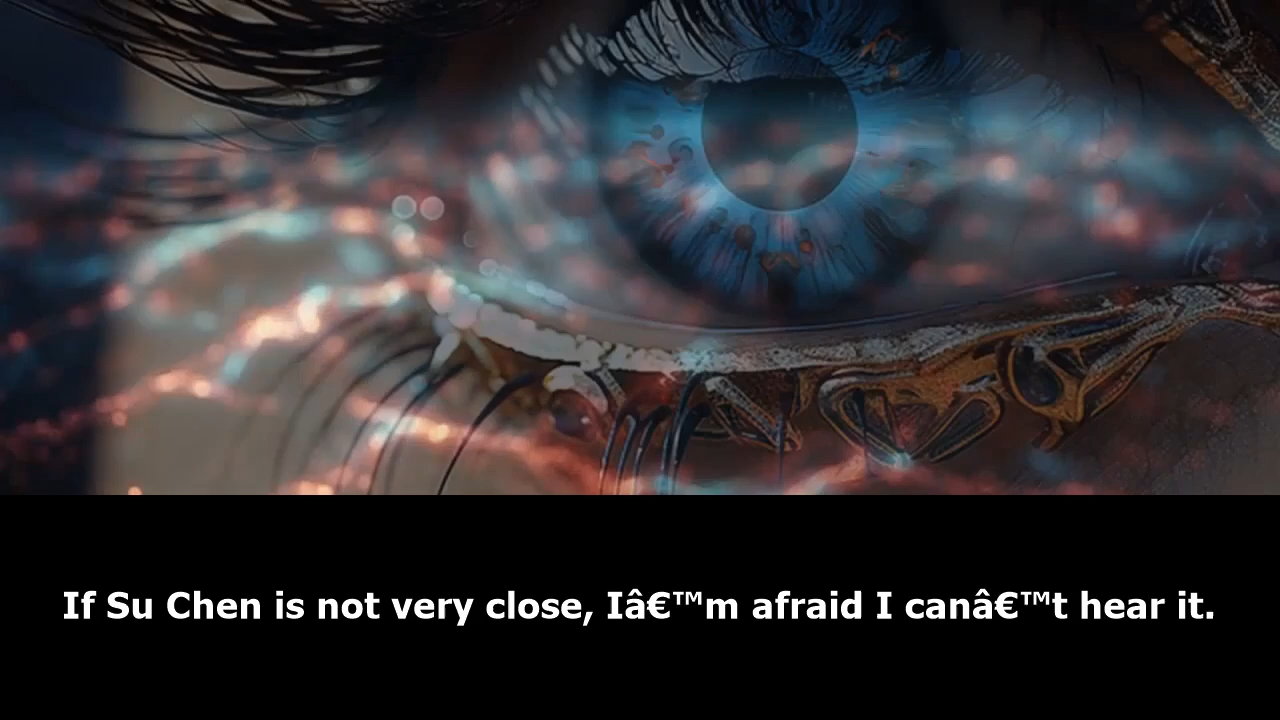 If Su Chen is not very close, Iâ€™m afraid I canâ€™t hear it.